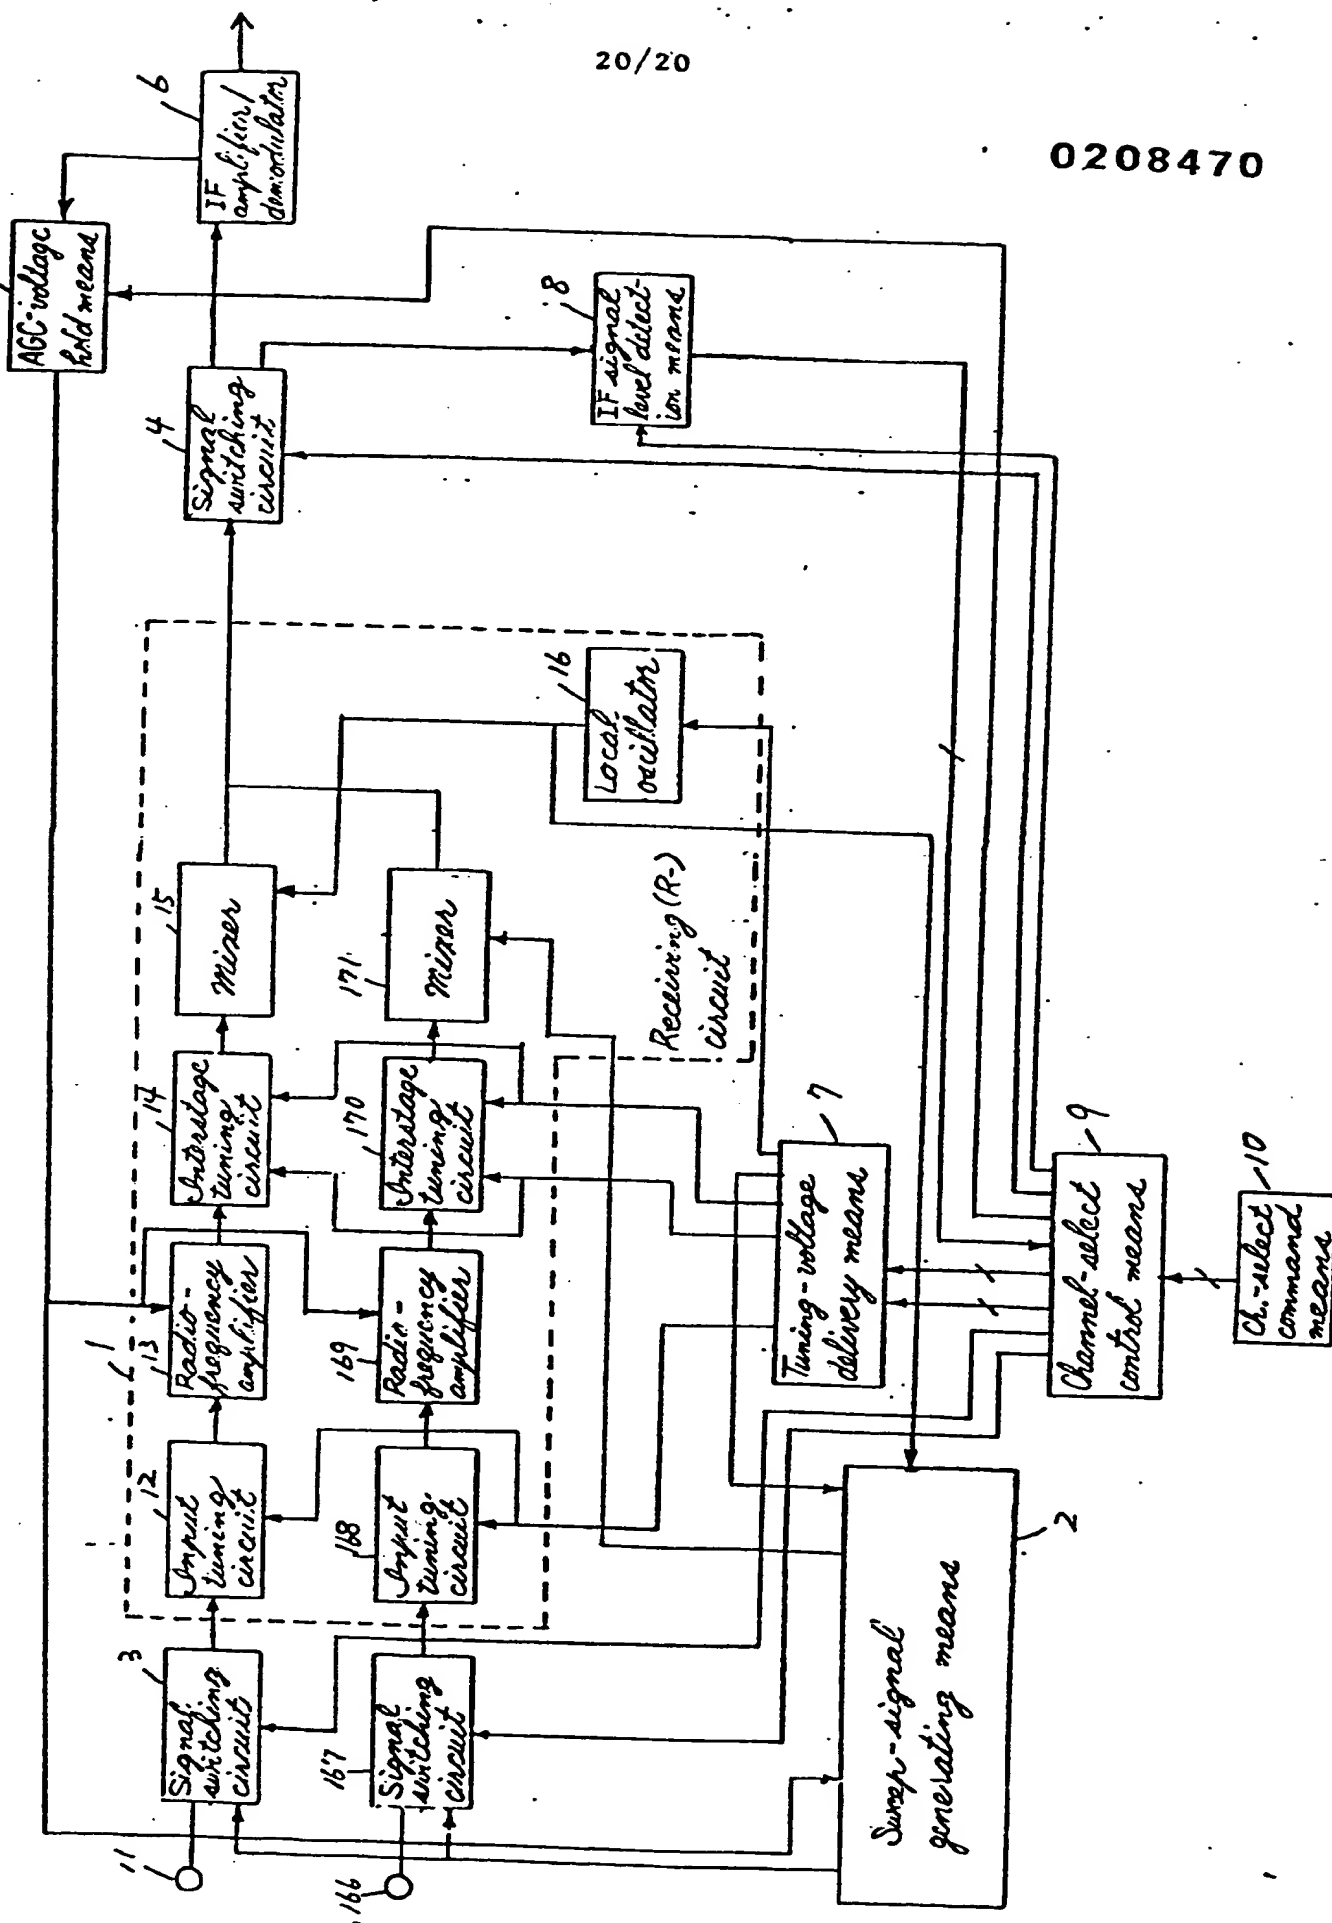 20/20
0208470
AGC-voltage
hold means
6
IF
amplifier/
demodulator
4
Signal
switching
circuit
8
IF signal
level detect-
ion means
1
Receiving (R-)
circuit
11
3
Signal
switching
circuit
12
Input
tuning
circuit
13
Radio-
frequency
amplifier
14
Interstage
tuning
circuit
15
Mixer
16
Local
oscillator
166
167
Signal
switching
circuit
168
Input
tuning
circuit
169
Radio-
frequency
amplifier
170
Interstage
tuning
circuit
171
Mixer
7
Tuning-voltage
delivery means
9
Channel-select
control means
10
Ch.-select
command
means
2
Sweep-signal
generating means